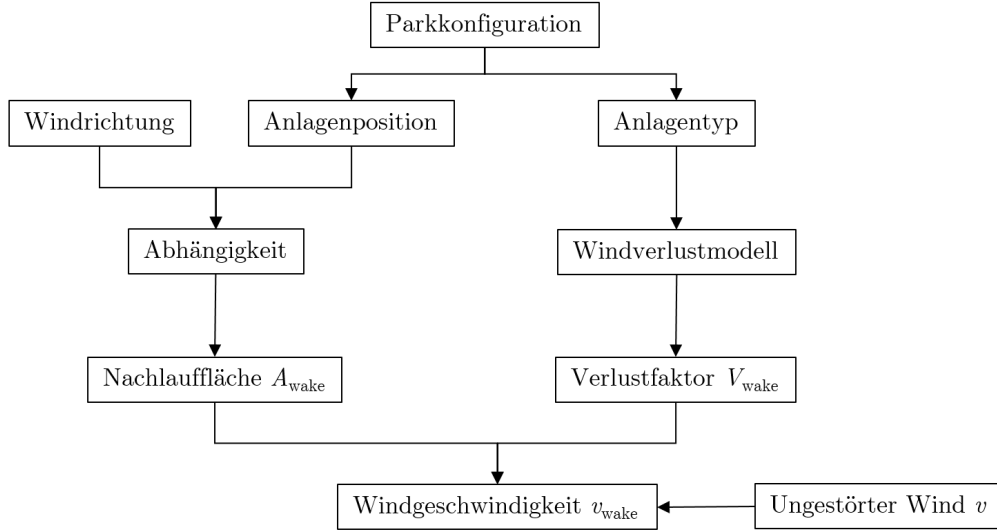 Parkkonfiguration
Windrichtung
Anlagenposition
Anlagentyp
Abhängigkeit
Windverlustmodell
Nachlauffläche A_wake
Verlustfaktor V_wake
Windgeschwindigkeit v_wake
Ungestörter Wind v